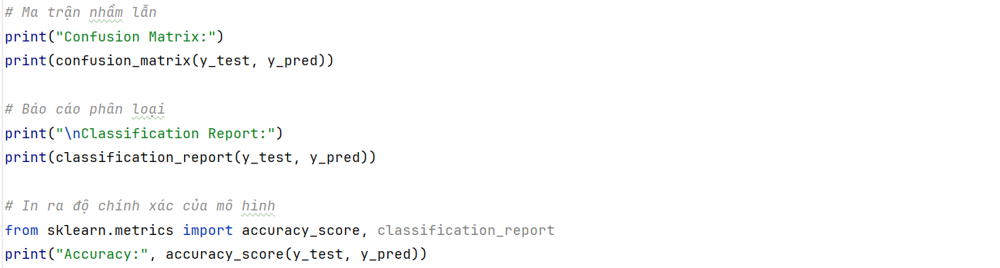 # Ma trận nhầm lẫn
print("Confusion Matrix:")
print(confusion_matrix(y_test, y_pred))
# Báo cáo phân loại
print("\nClassification Report:")
print(classification_report(y_test, y_pred))
# In ra độ chính xác của mô hình
from sklearn.metrics import accuracy_score, classification_report
print("Accuracy:", accuracy_score(y_test, y_pred))